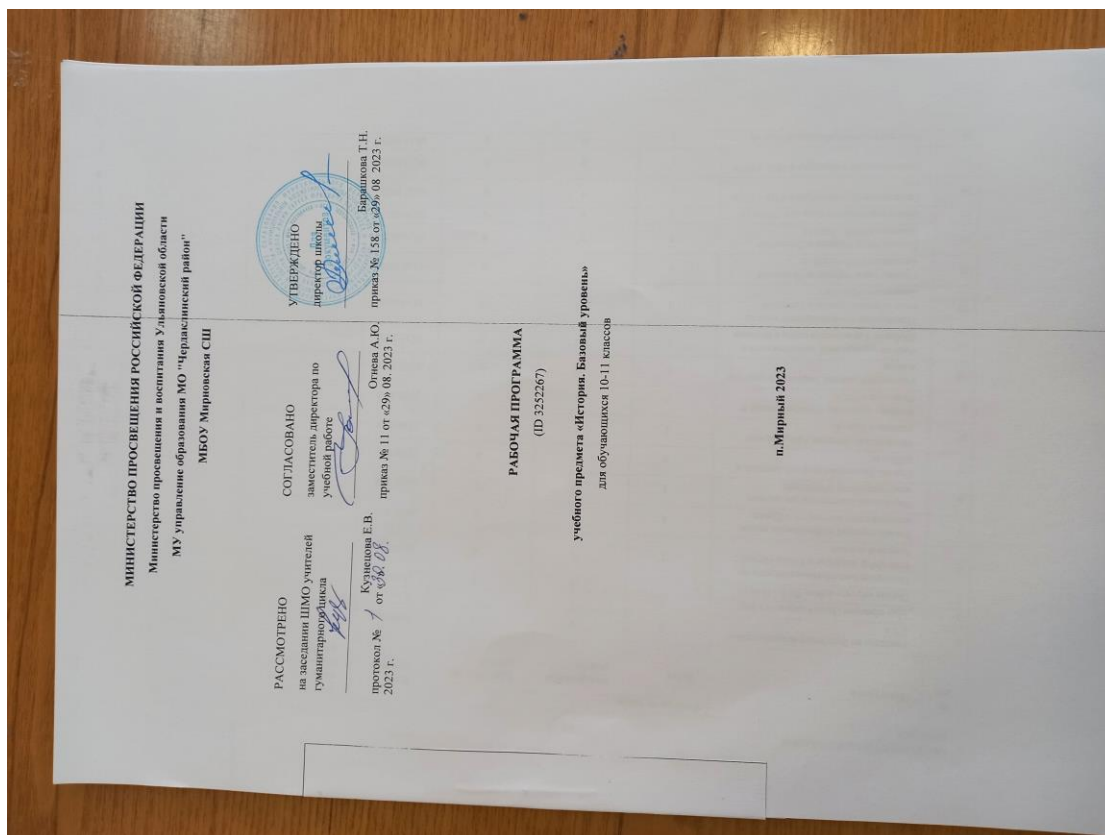 МИНИСТЕРСТВО ПРОСВЕЩЕНИЯ РОССИЙСКОЙ ФЕДЕРАЦИИ
Министерство просвещения и воспитания Ульяновской области
МУ управление образования МО "Чердаклинский район"
МБОУ Мирновская СШ
РАССМОТРЕНО
на заседании ШМО учителей
гуманитарного цикла
Кузнецова Е.В.
протокол № 1 от «30.08.
2023 г.
СОГЛАСОВАНО
заместитель директора по
учебной работе
Огнева А.Ю.
приказ № 11 от «29» 08. 2023 г.
УТВЕРЖДЕНО
директор школы
Барашкова Т.Н.
приказ № 158 от «29» 08 2023 г.
РАБОЧАЯ ПРОГРАММА
(ID 3252267)
учебного предмета «История. Базовый уровень»
для обучающихся 10-11 классов
п.Мирный 2023